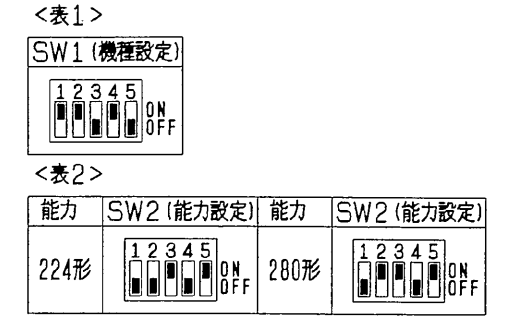 <表1>
SW1(機種設定)
1 2 3 4 5
ON
OFF
<表2>
能力 SW2(能力設定) 能力 SW2(能力設定)
224形 1 2 3 4 5 ON OFF 280形 1 2 3 4 5 ON OFF